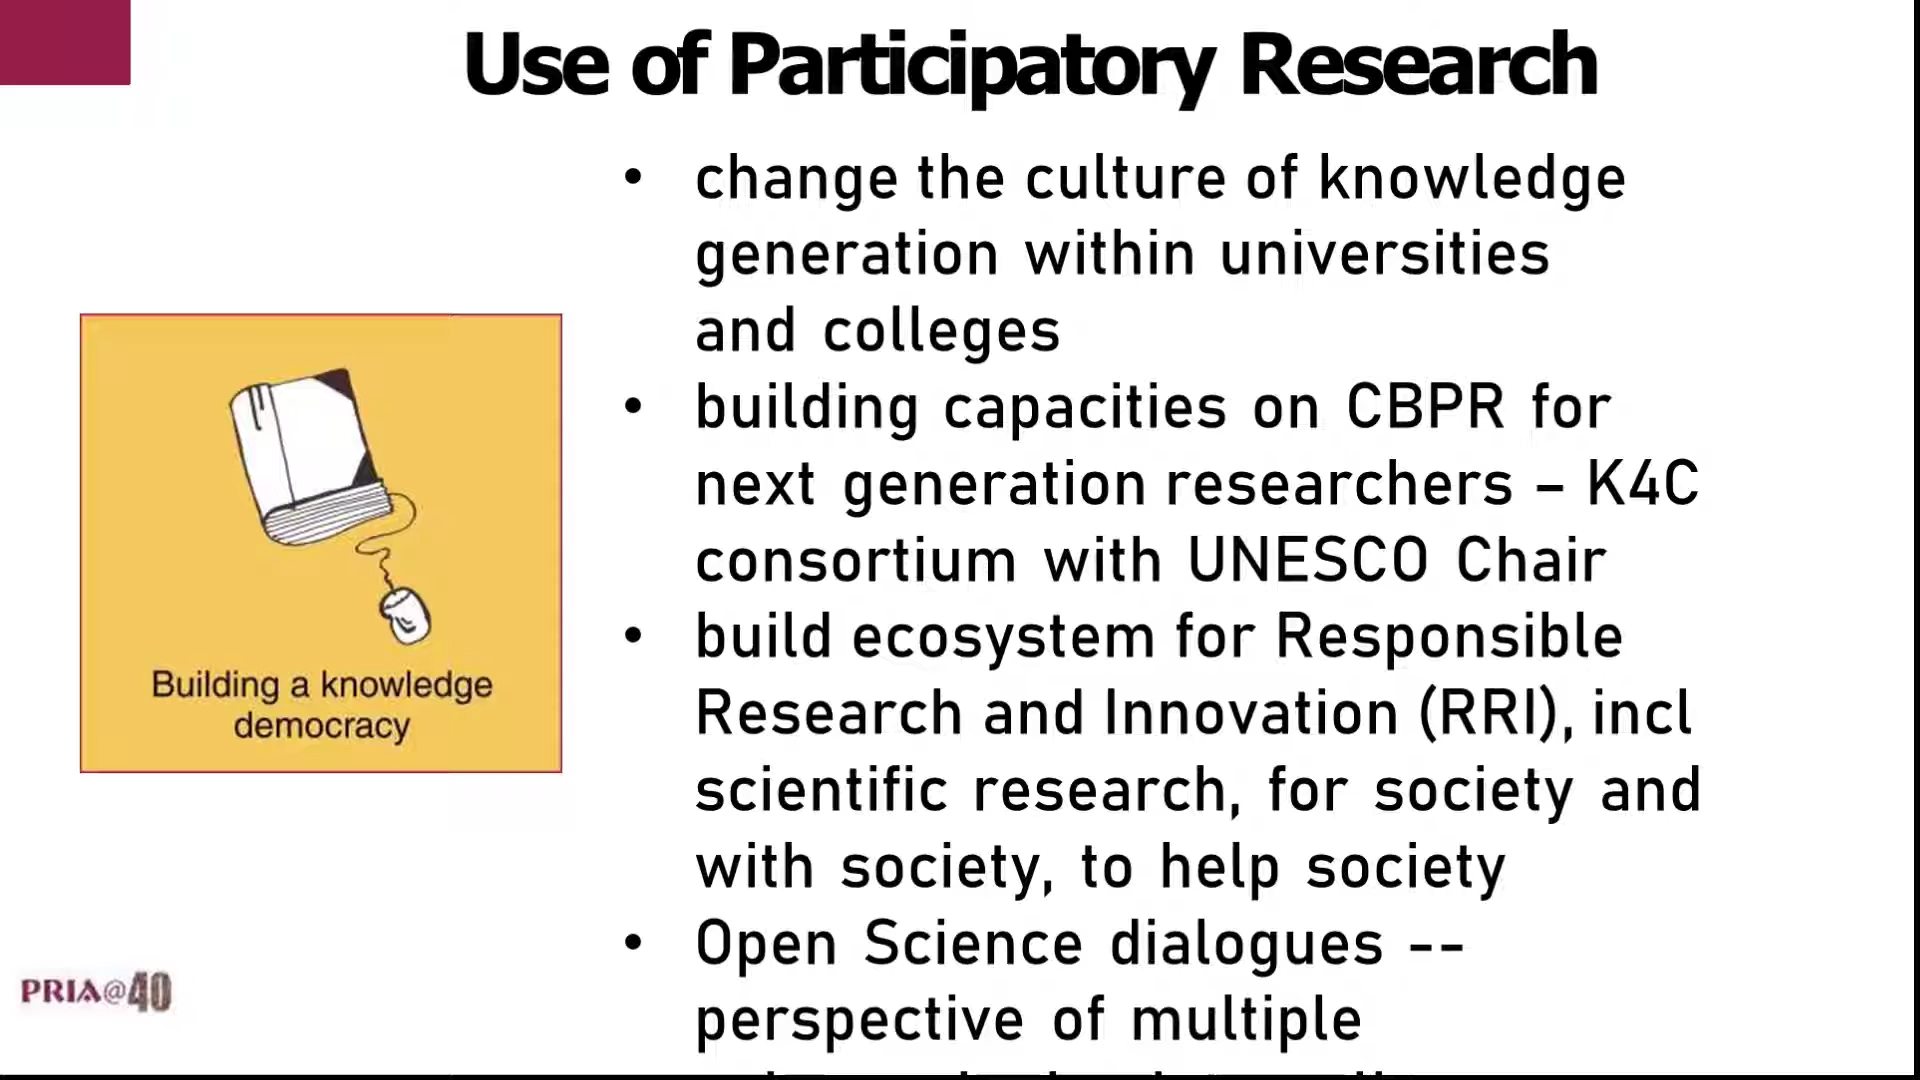 Use of Participatory Research
• change the culture of knowledge
generation within universities
and colleges
• building capacities on CBPR for
next generation researchers – K4C
consortium with UNESCO Chair
• build ecosystem for Responsible
Research and Innovation (RRI), incl
scientific research, for society and
with society, to help society
• Open Science dialogues --
perspective of multiple
Building a knowledge
democracy
PRIA@40